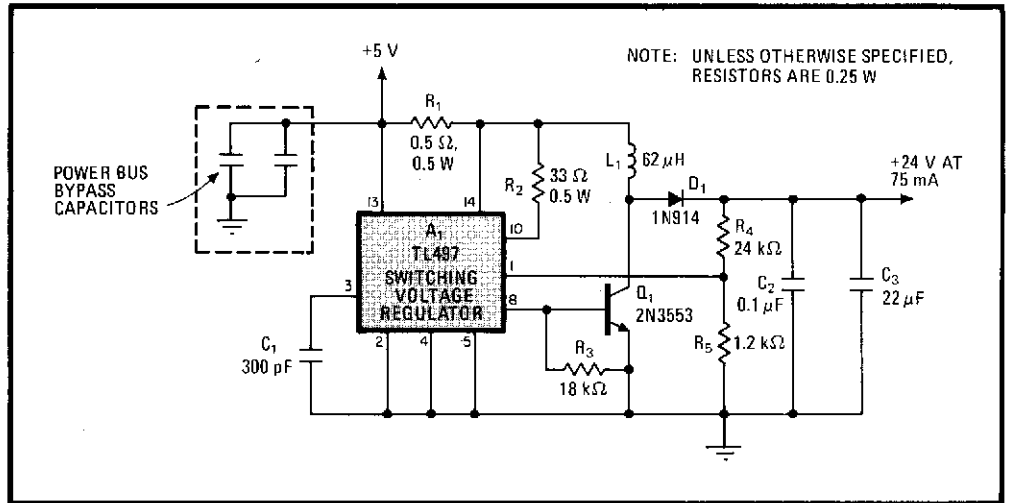 +5 V
NOTE: UNLESS OTHERWISE SPECIFIED,
RESISTORS ARE 0.25 W
R₁
0.5 Ω,
0.5 W
L₁
62 μH
+24 V AT
75 mA
POWER BUS
BYPASS
CAPACITORS
R₂
33 Ω
0.5 W
D₁
1N914
13
14
R₄
24 kΩ
A₁
TL497
SWITCHING
VOLTAGE
REGULATOR
10
1
8
3
Q₁
2N3553
C₂
0.1 μF
C₃
22 μF
C₁
300 pF
2
4
5
R₃
18 kΩ
R₅
1.2 kΩ